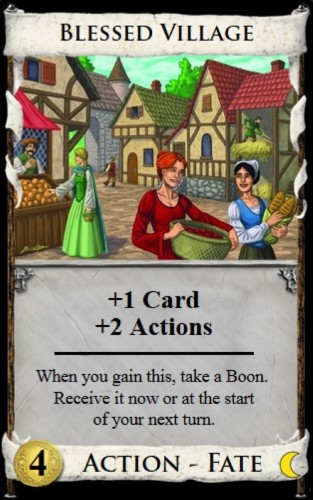 BLESSED VILLAGE
+1 Card
+2 Actions
When you gain this, take a Boon.
Receive it now or at the start
of your next turn.
4 ACTION - FATE